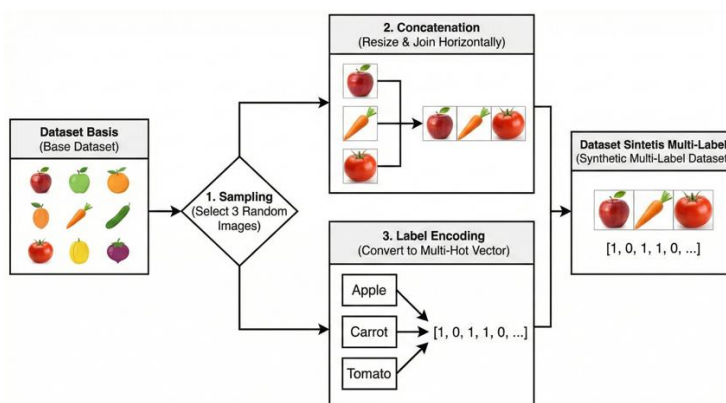 Dataset Basis
(Base Dataset)
1. Sampling
(Select 3 Random
Images)
2. Concatenation
(Resize & Join Horizontally)
3. Label Encoding
(Convert to Multi-Hot Vector)
Apple
Carrot
Tomato
[1, 0, 1, 1, 0, ...]
Dataset Sintetis Multi-Label
(Synthetic Multi-Label Dataset)
[1, 0, 1, 1, 0, ...]